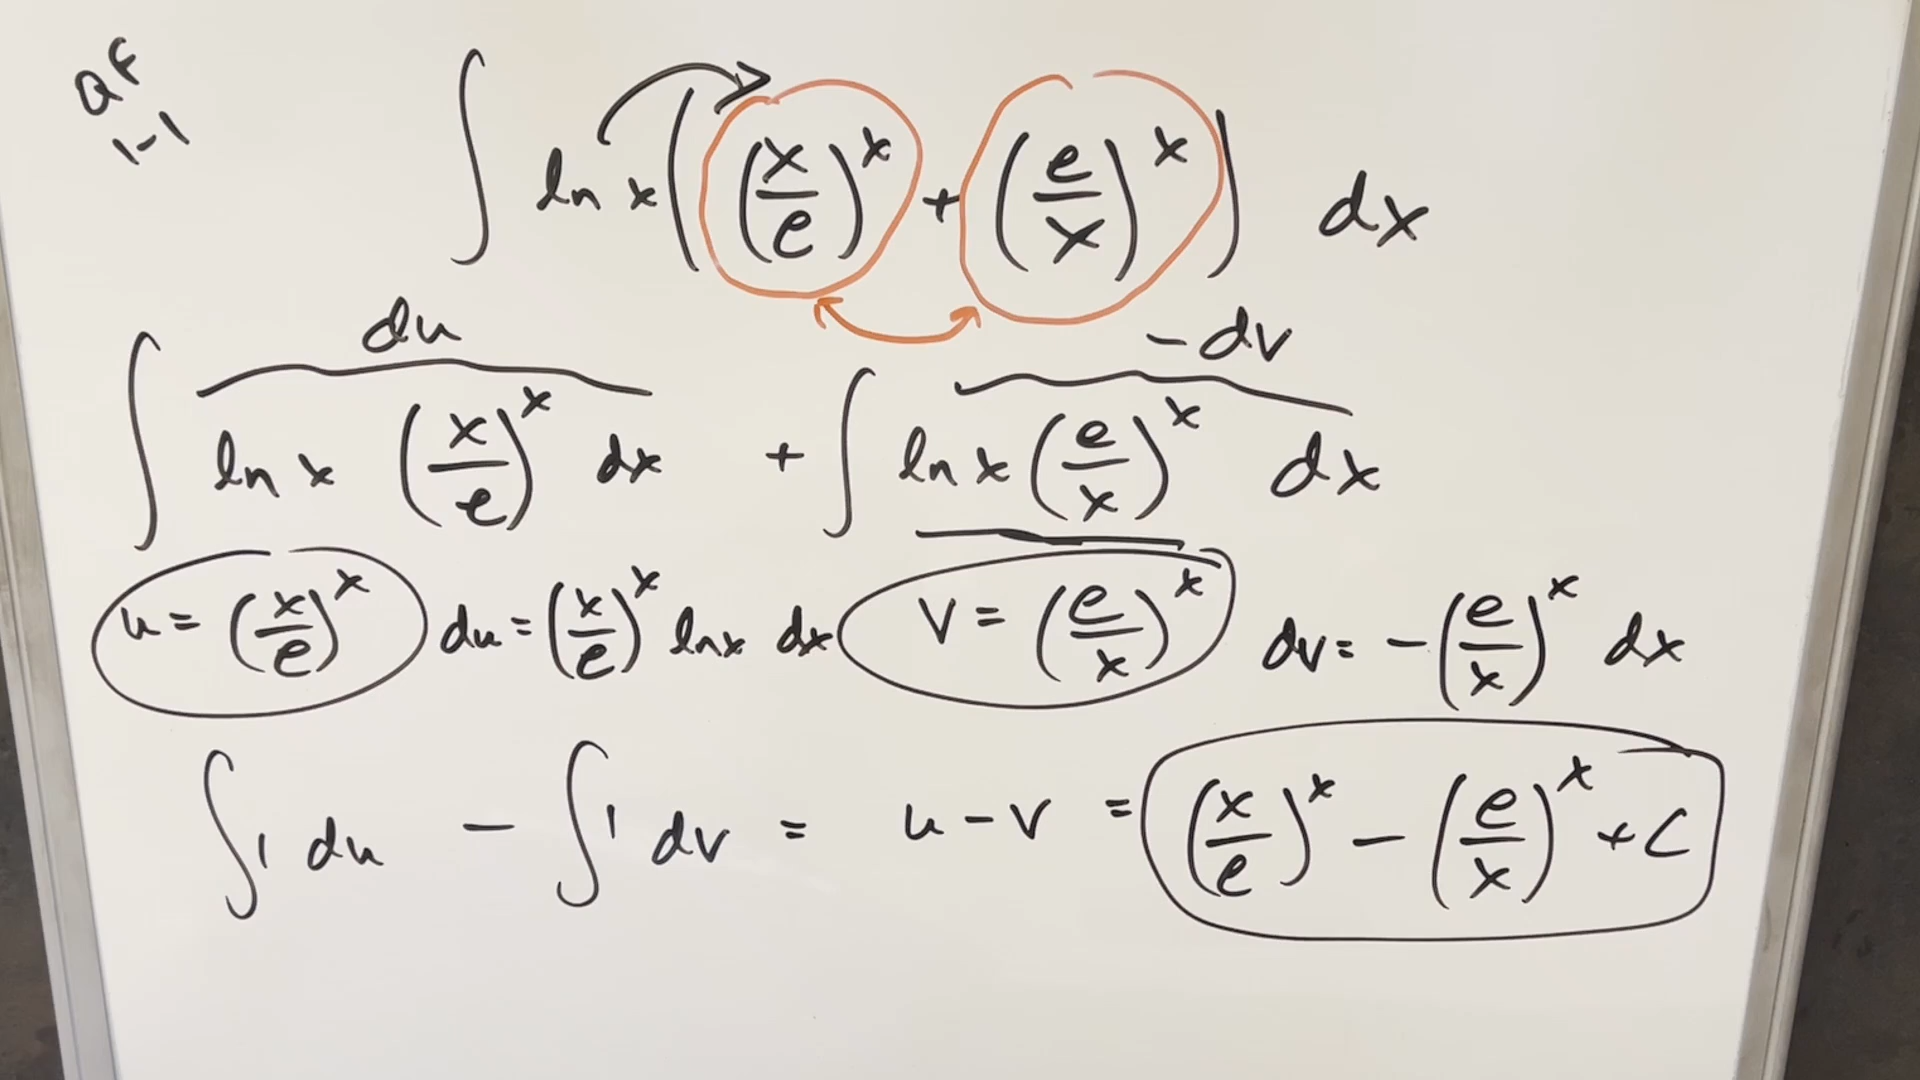 QF
1-1
∫ ln x ( (x/e)^x + (e/x)^x ) dx
du -dv
∫ ln x (x/e)^x dx + ∫ ln x (e/x)^x dx
u = (x/e)^x du = (x/e)^x ln x dx v = (e/x)^x dv = -(e/x)^x dx
∫ 1 du - ∫ 1 dv = u - v = (x/e)^x - (e/x)^x + C